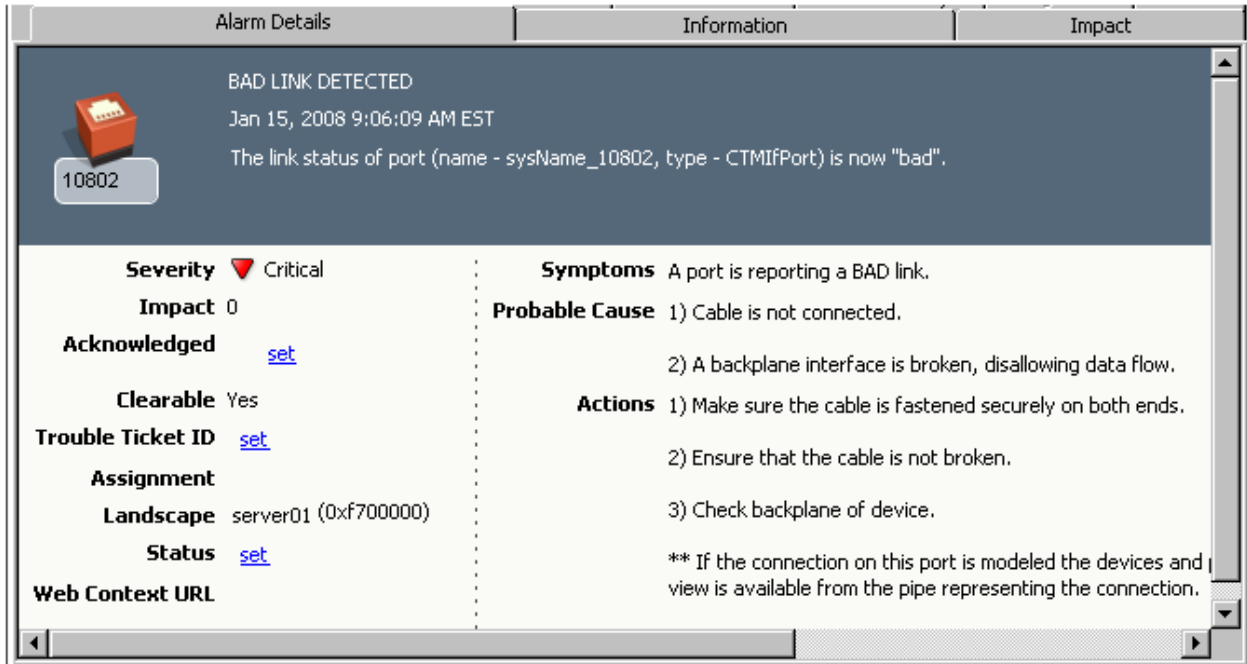 Alarm Details
Information
Impact
BAD LINK DETECTED
Jan 15, 2008 9:06:09 AM EST
The link status of port (name - sysName_10802, type - CTMIfPort) is now "bad".
10802
Severity Critical
Impact 0
Acknowledged set
Clearable Yes
Trouble Ticket ID set
Assignment
Landscape server01 (0xf700000)
Status set
Web Context URL
Symptoms A port is reporting a BAD link.
Probable Cause 1) Cable is not connected.
2) A backplane interface is broken, disallowing data flow.
Actions 1) Make sure the cable is fastened securely on both ends.
2) Ensure that the cable is not broken.
3) Check backplane of device.
** If the connection on this port is modeled the devices and
view is available from the pipe representing the connection.